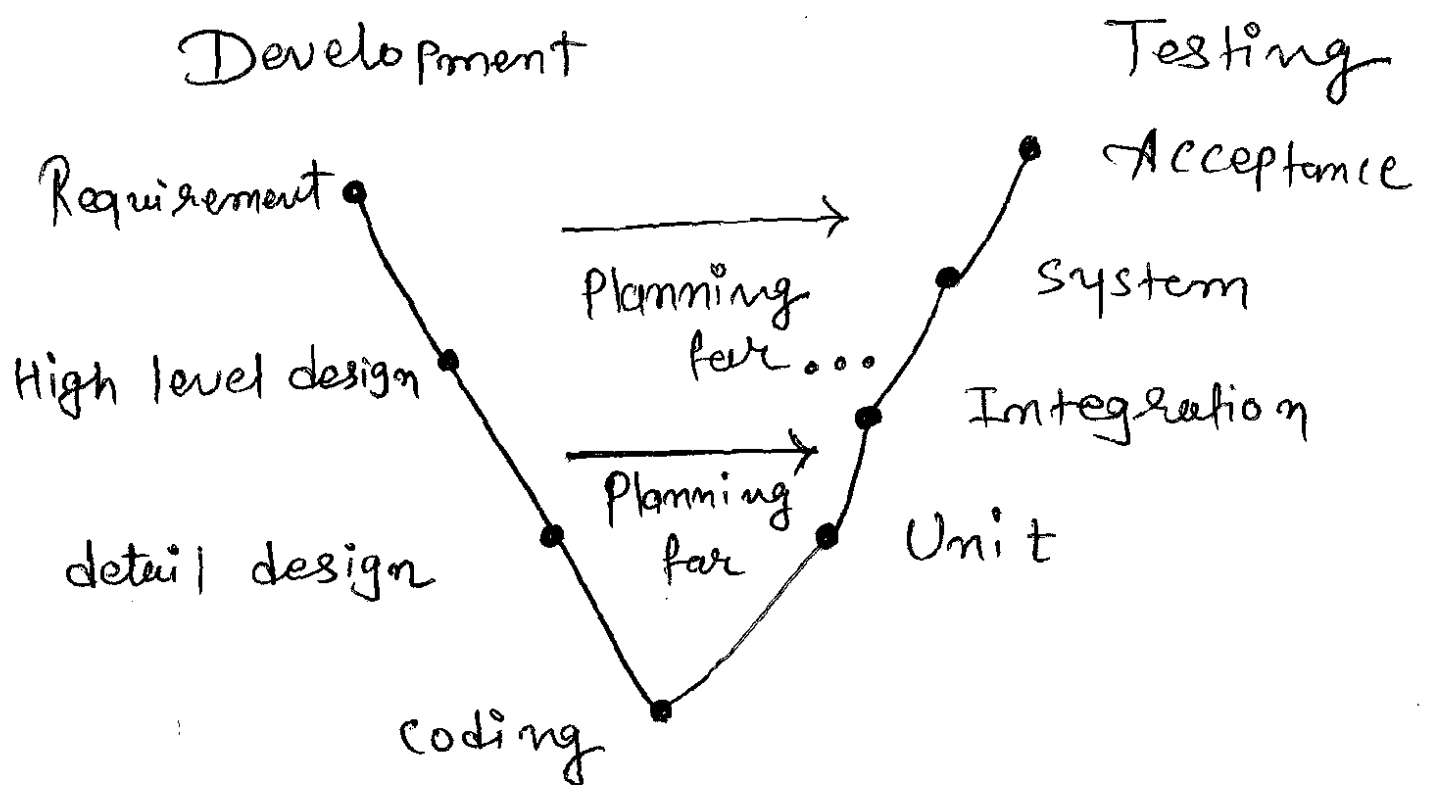 Development
Testing
Requirement
Acceptance
Planning
for...
System
High level design
Integration
Planning
for
Unit
detail design
Coding